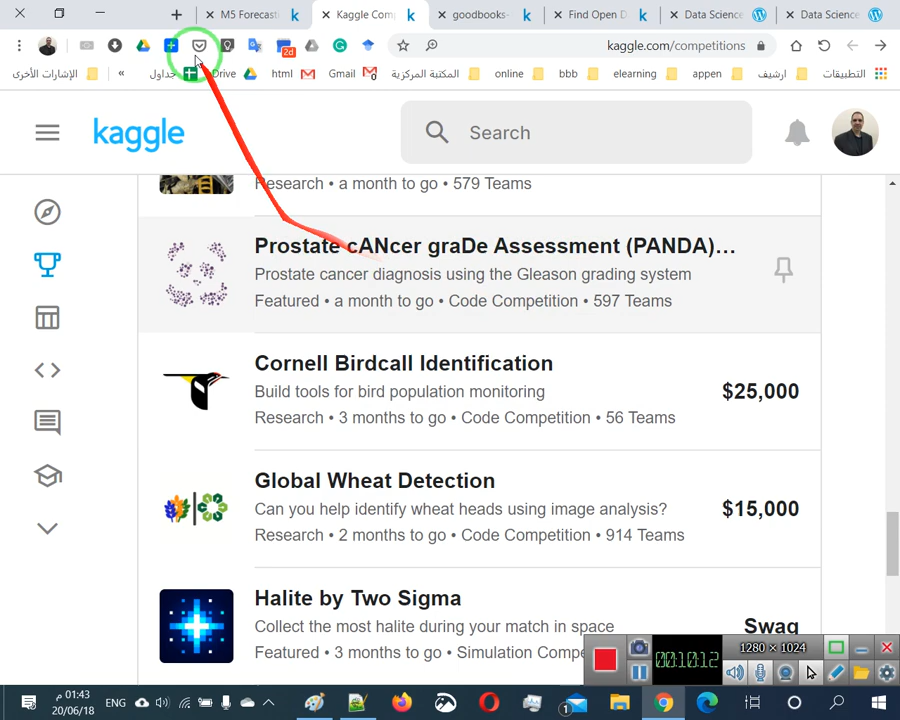 M5 Forecast
Kaggle Comp
goodbooks-
Find Open D
Data Science
Data Science
2d
kaggle.com/competitions
الإشارات الأخرى
»
جداول
Drive
html
Gmail
المكتبة المركزية
online
bbb
elearning
appen
ارشيف
التطبيقات
kaggle
Search
Research • a month to go • 579 Teams
Prostate cANcer graDe Assessment (PANDA)...
Prostate cancer diagnosis using the Gleason grading system
Featured • a month to go • Code Competition • 597 Teams
Cornell Birdcall Identification
Build tools for bird population monitoring
$25,000
Research • 3 months to go • Code Competition • 56 Teams
Global Wheat Detection
Can you help identify wheat heads using image analysis?
$15,000
Research • 2 months to go • Code Competition • 914 Teams
Halite by Two Sigma
Collect the most halite during your match in space
Swag
Featured • 3 months to go • Simulation Compe
1280 × 1024
00:10:12
01:43 م
20/06/18
ENG
1